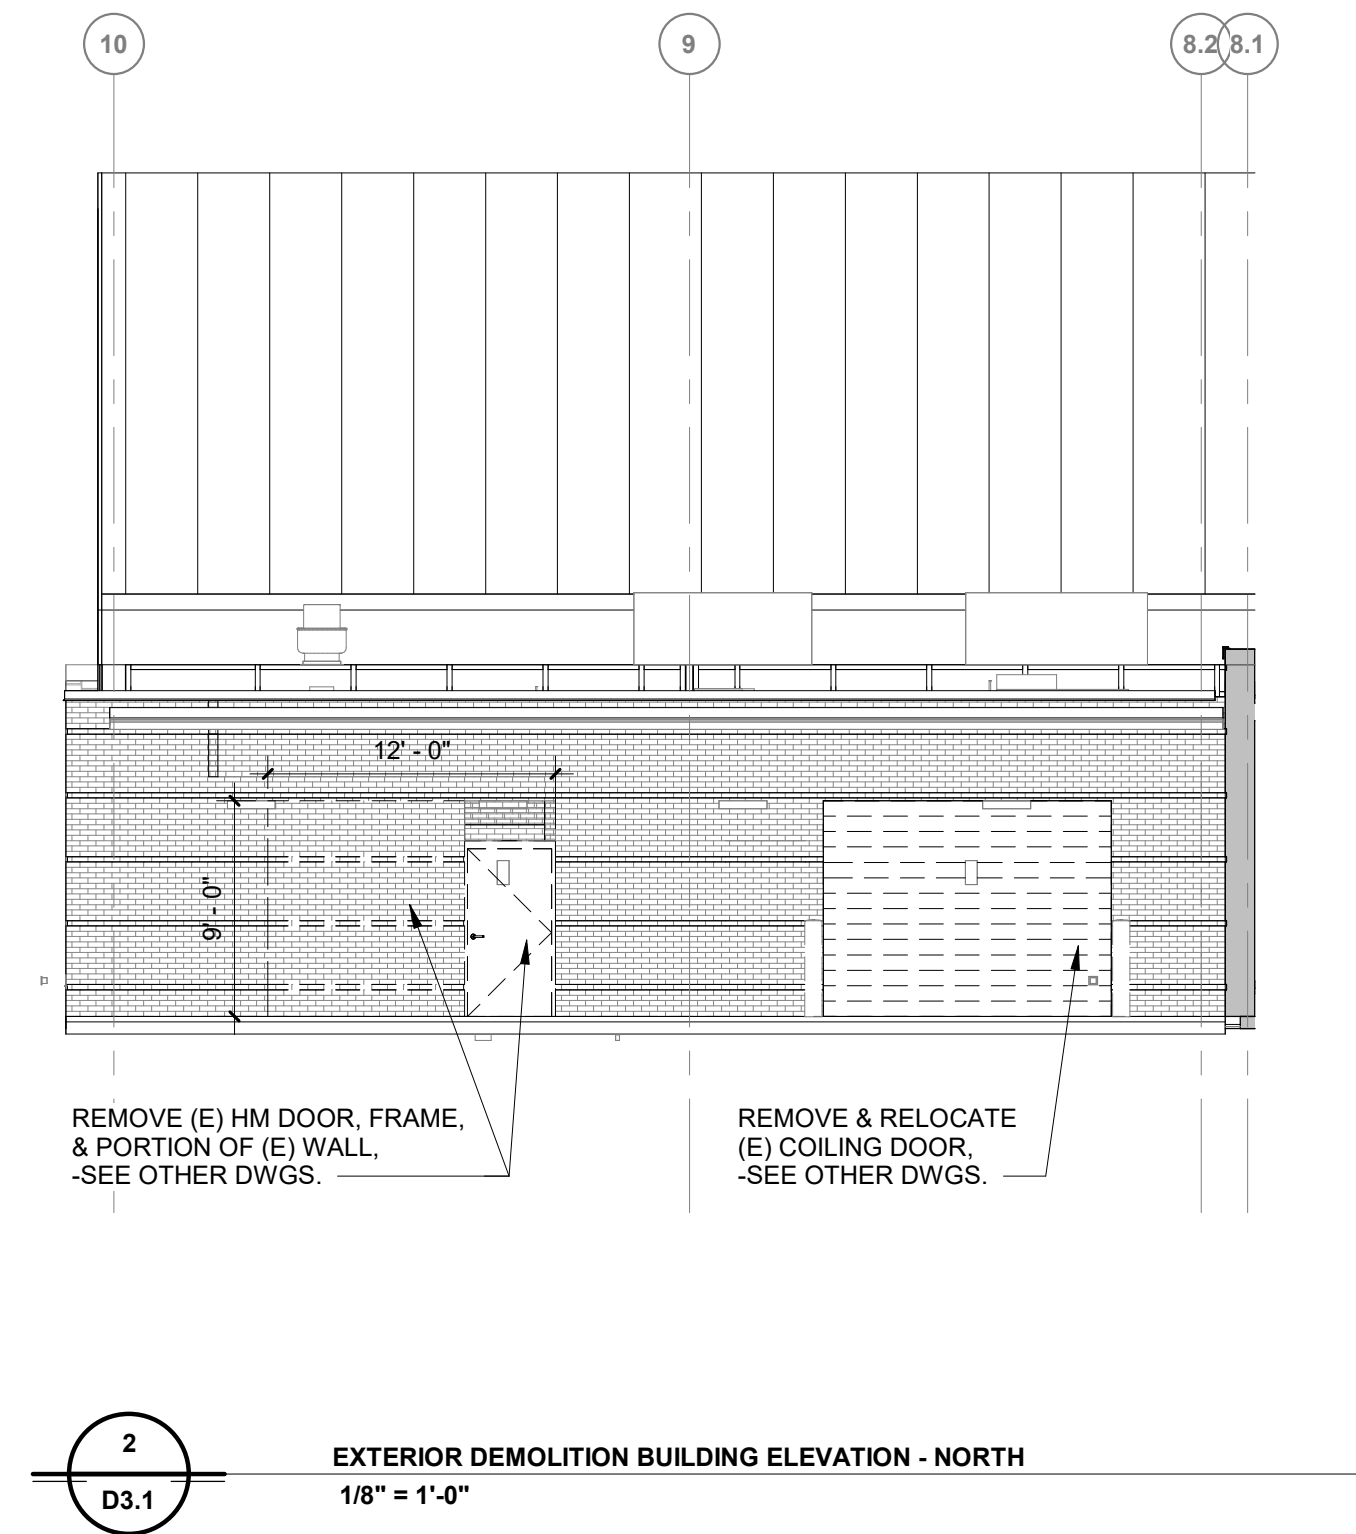 10
9
8.2
8.1
12' - 0"
9' - 0"
REMOVE (E) HM DOOR, FRAME,
& PORTION OF (E) WALL,
-SEE OTHER DWGS.
REMOVE & RELOCATE
(E) COILING DOOR,
-SEE OTHER DWGS.
2
D3.1
EXTERIOR DEMOLITION BUILDING ELEVATION - NORTH
1/8" = 1'-0"